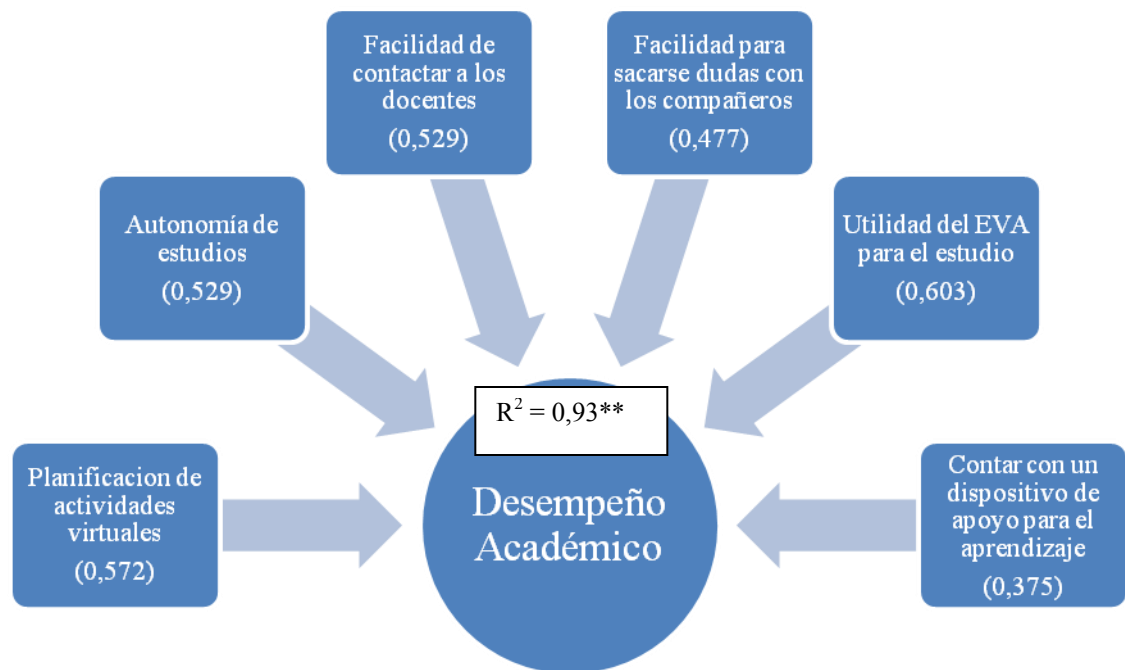 Facilidad de
contactar a los
docentes
(0,529)
Facilidad para
sacarse dudas con
los compañeros
(0,477)
Autonomía de
estudios
(0,529)
Utilidad del EVA
para el estudio
(0,603)
Planificacion de
actividades
virtuales
(0,572)
R² = 0,93**
Desempeño
Académico
Contar con un
dispositivo de
apoyo para el
aprendizaje
(0,375)